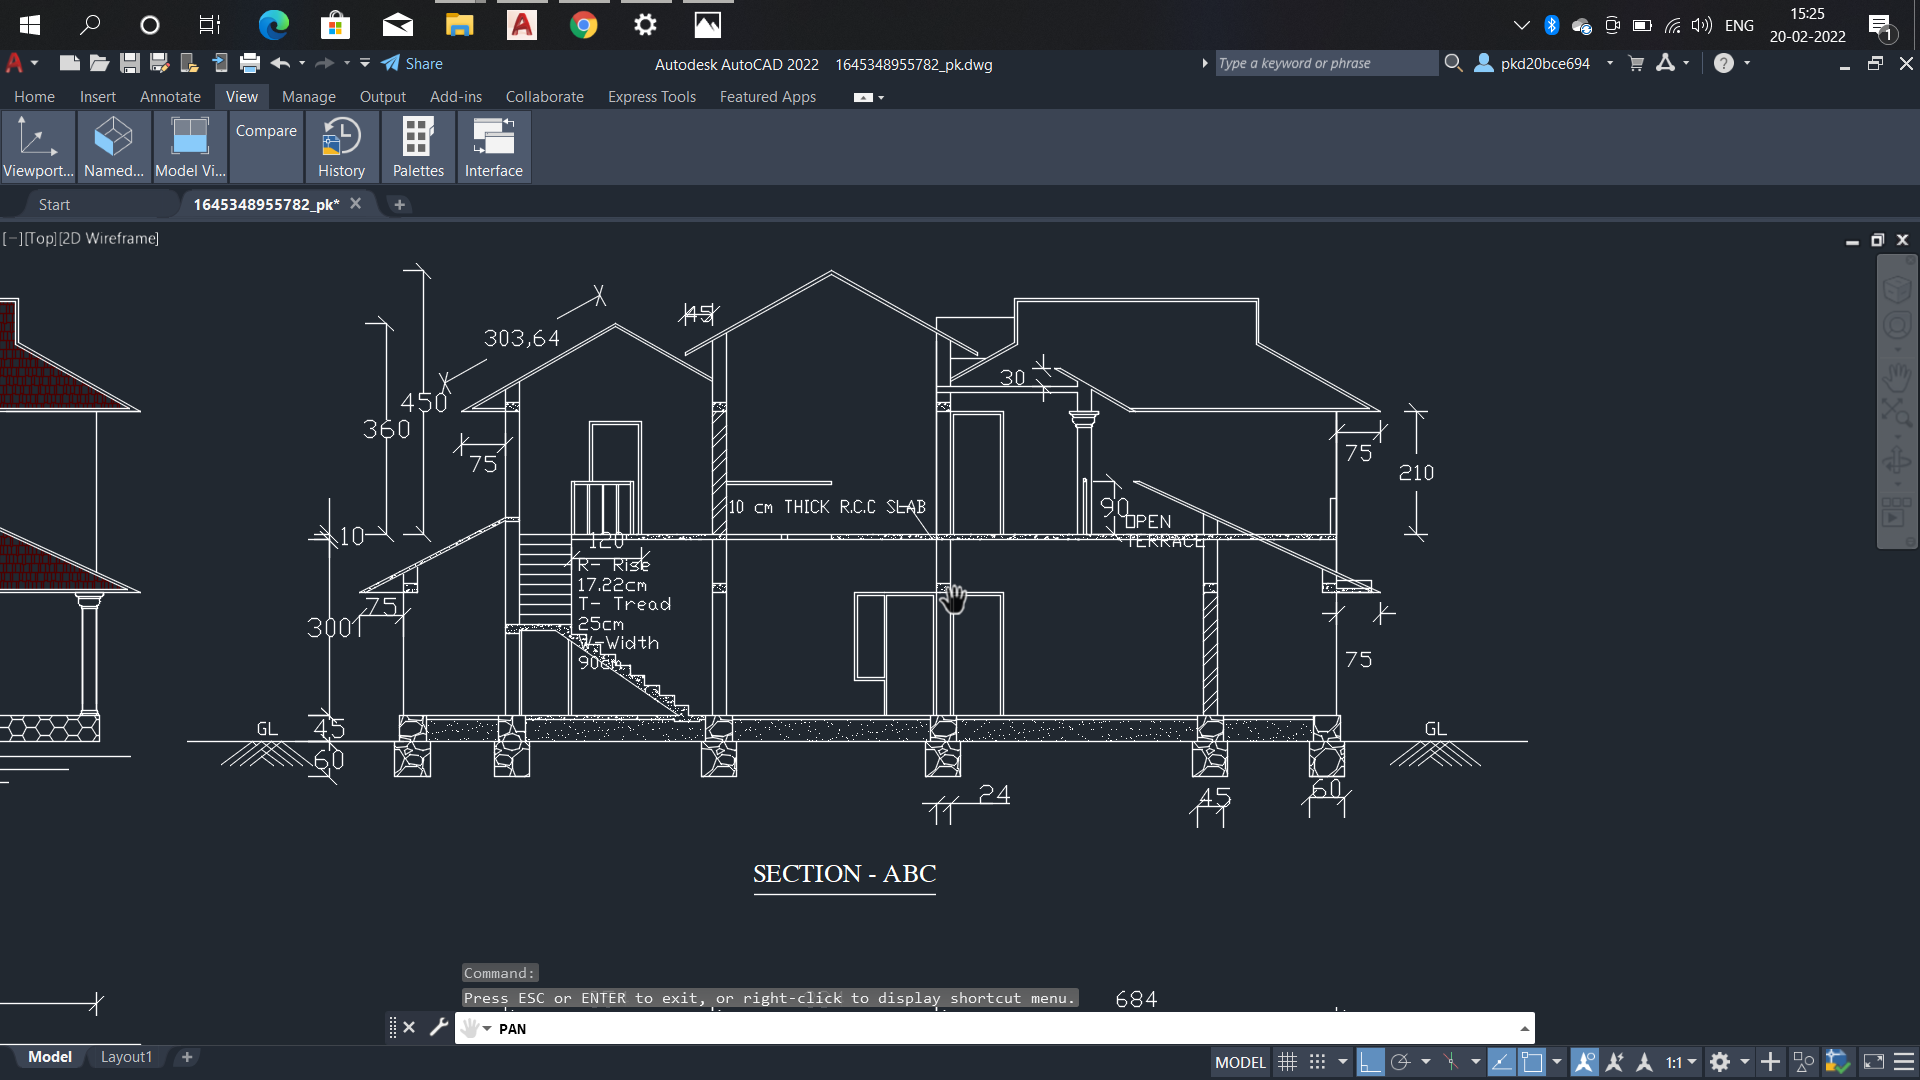 ENG
15:25
20-02-2022
1
Share
Autodesk AutoCAD 2022 1645348955782_pk.dwg
Type a keyword or phrase
pkd20bce694
Home Insert Annotate View Manage Output Add-ins Collaborate Express Tools Featured Apps
Compare
Viewport... Named... Model Vi... History Palettes Interface
Start
1645348955782_pk*
[−][Top][2D Wireframe]
45
303,64
30
450
360
75
75
210
10 cm THICK R.C.C SLAB
90
OPEN
TERRACE
10
120
R- Rise
17.22cm
T- Tread
25cm
W-Width
90cm
75
300
75
GL
45
60
GL
24
45
60
SECTION - ABC
Command:
Press ESC or ENTER to exit, or right-click to display shortcut menu.
684
PAN
Model Layout1
MODEL
1:1